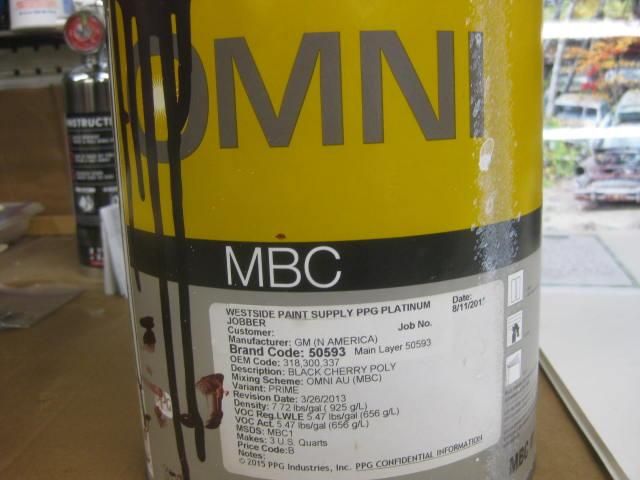 OMNI
MBC
WESTSIDE PAINT SUPPLY PPG PLATINUM
JOBBER
Date:
Customer:
Job No.
Manufacturer: GM (N AMERICA)
Brand Code: 50593 Main Layer 50593
OEM Code: 318,300,337
Description: BLACK CHERRY POLY
Mixing Scheme: OMNI AU (MBC)
Variant: PRIME
Revision Date: 3/26/2013
Density: 7.72 lbs/gal ( 925 g/L)
VOC Reg.LWLE 5.47 lbs/gal (656 g/L)
VOC Act. 5.47 lbs/gal (656 g/L)
MSDS: MBC1
Makes: 3 U.S. Quarts
Price Code:B
Notes:
© 2015 PPG Industries, Inc. PPG CONFIDENTIAL INFORMATION
MBC